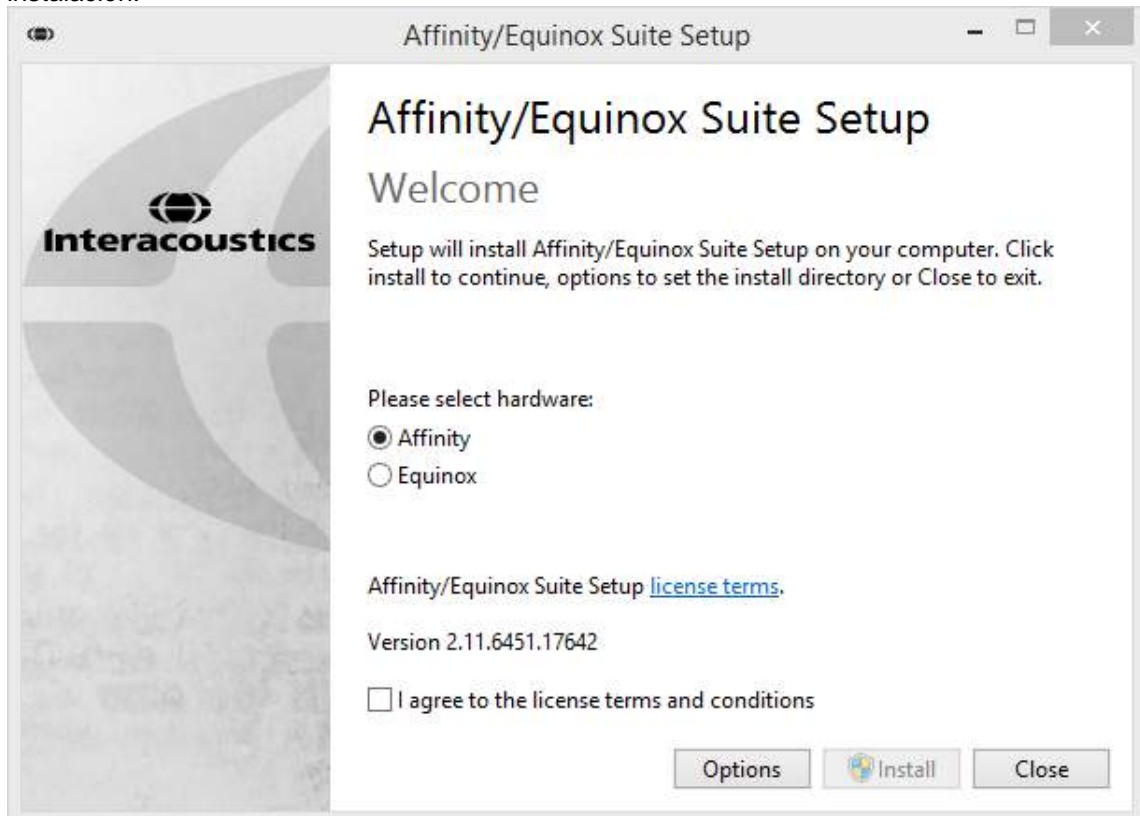 instalación.
Affinity/Equinox Suite Setup
Affinity/Equinox Suite Setup
Welcome
Interacoustics
Setup will install Affinity/Equinox Suite Setup on your computer. Click
install to continue, options to set the install directory or Close to exit.
Please select hardware:
Affinity
Equinox
Affinity/Equinox Suite Setup license terms.
Version 2.11.6451.17642
I agree to the license terms and conditions
Options Install Close